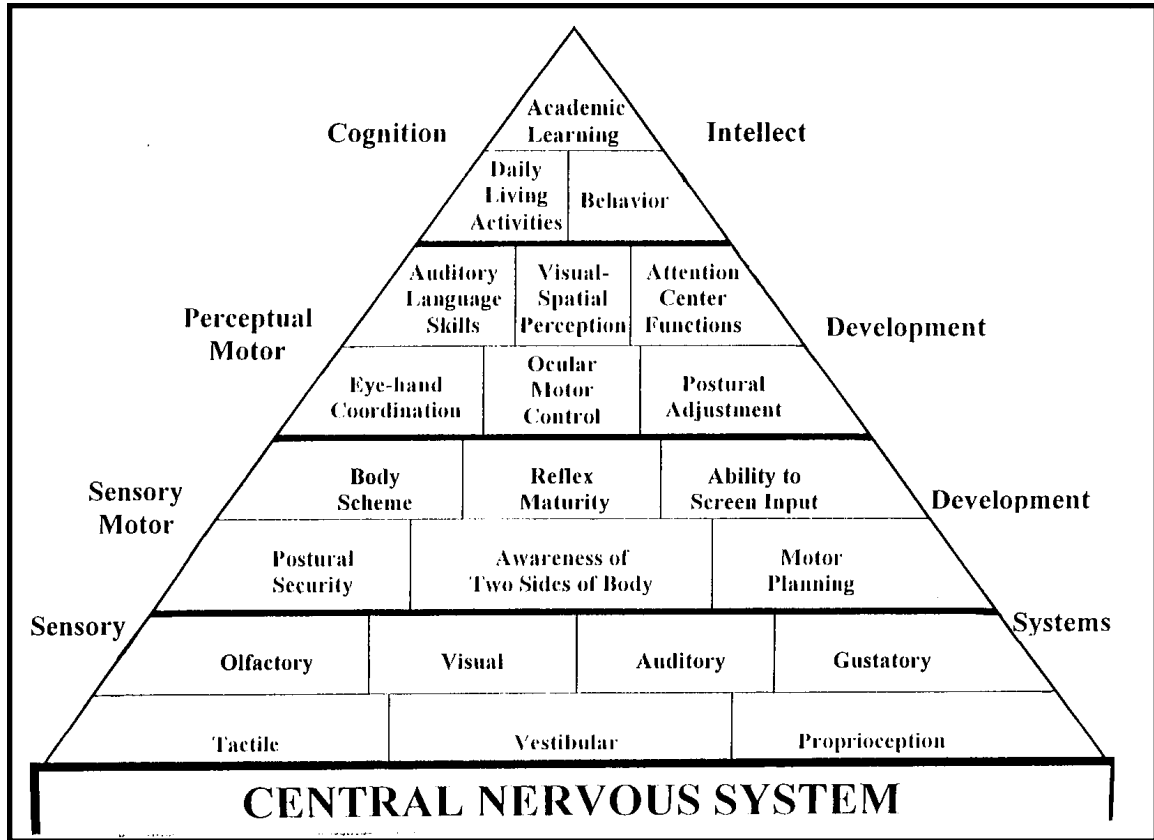 Academic
Learning
Cognition
Intellect
Daily
Living
Activities
Behavior
Auditory
Language
Skills
Visual-
Spatial
Perception
Attention
Center
Functions
Perceptual
Motor
Development
Eye-hand
Coordination
Ocular
Motor
Control
Postural
Adjustment
Body
Scheme
Reflex
Maturity
Ability to
Screen Input
Sensory
Motor
Development
Postural
Security
Awareness of
Two Sides of Body
Motor
Planning
Sensory
Systems
Olfactory
Visual
Auditory
Gustatory
Tactile
Vestibular
Proprioception
CENTRAL NERVOUS SYSTEM